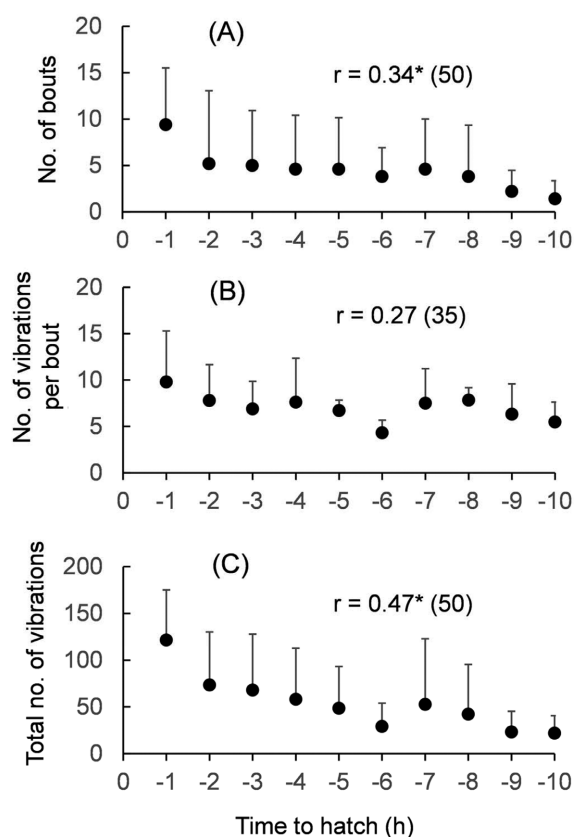 (A)
r = 0.34* (50)
No. of bouts
20
15
10
5
0
0 -1 -2 -3 -4 -5 -6 -7 -8 -9 -10
(B)
r = 0.27 (35)
No. of vibrations
per bout
20
15
10
5
0
0 -1 -2 -3 -4 -5 -6 -7 -8 -9 -10
(C)
r = 0.47* (50)
Total no. of vibrations
200
150
100
50
0
0 -1 -2 -3 -4 -5 -6 -7 -8 -9 -10
Time to hatch (h)